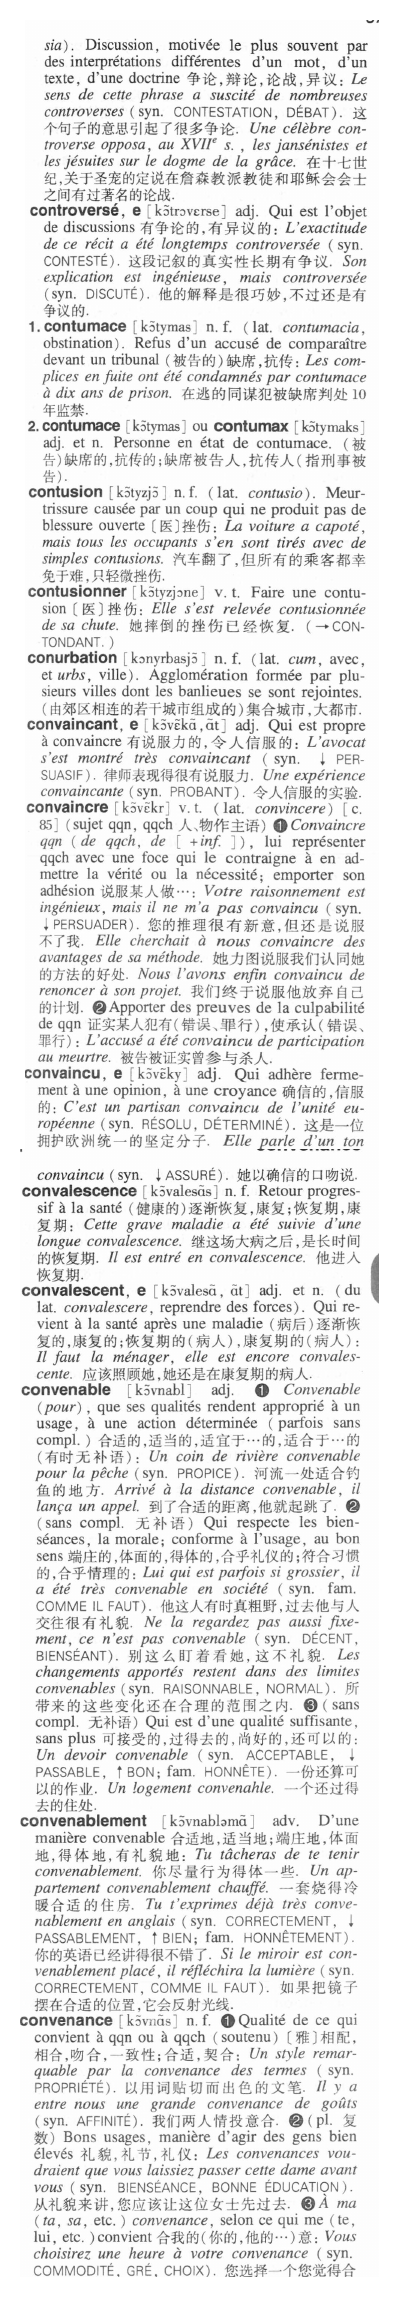 sia). Discussion, motivée le plus souvent par
des interprétations différentes d'un mot, d'un
texte, d'une doctrine 争论,辩论,论战,异议: Le
sens de cette phrase a suscité de nombreuses
controverses (syn. CONTESTATION, DÉBAT). 这
个句子的意思引起了很多争论. Une célèbre con-
troverse opposa, au XVIIe s., les jansénistes et
les jésuites sur le dogme de la grâce. 在十七世
纪,关于圣宠的定说在詹森教派教徒和耶稣会会士
之间有过著名的论战.
controversé, e [kɔ̃trɔvɛrse] adj. Qui est l'objet
de discussions 有争论的,有异议的: L'exactitude
de ce récit a été longtemps controversée (syn.
CONTESTÉ). 这段记叙的真实性长期有争议. Son
explication est ingénieuse, mais controversée
(syn. DISCUTÉ). 他的解释是很巧妙,不过还是有
争议的.
1. contumace [kɔ̃tymas] n. f. (lat. contumacia,
obstination). Refus d'un accusé de comparaître
devant un tribunal (被告的)缺席,抗传: Les com-
plices en fuite ont été condamnés par contumace
à dix ans de prison. 在逃的同谋犯被缺席判处 10
年监禁.
2. contumace [kɔ̃tymas] ou contumax [kɔ̃tymaks]
adj. et n. Personne en état de contumace. (被
告)缺席的,抗传的;缺席被告人,抗传人(指刑事被
告).
contusion [kɔ̃tyzjɔ̃] n. f. (lat. contusio). Meur-
trissure causée par un coup qui ne produit pas de
blessure ouverte [医]挫伤: La voiture a capoté,
mais tous les occupants s'en sont tirés avec de
simples contusions. 汽车翻了,但所有的乘客都幸
免于难,只轻微挫伤.
contusionner [kɔ̃tyzjɔne] v. t. Faire une contu-
sion [医]挫伤: Elle s'est relevée contusionnée
de sa chute. 她摔倒的挫伤已经恢复. (→CON-
TONDANT.)
conurbation [kɔnyrbasjɔ̃] n. f. (lat. cum, avec,
et urbs, ville). Agglomération formée par plu-
sieurs villes dont les banlieues se sont rejointes.
(由郊区相连的若干城市组成的)集合城市,大都市.
convaincant, e [kɔ̃vɛ̃kɑ̃, ɑ̃t] adj. Qui est propre
à convaincre 有说服力的,令人信服的: L'avocat
s'est montré très convaincant (syn. ↓ PER-
SUASIF). 律师表现得很有说服力. Une expérience
convaincante (syn. PROBANT). 令人信服的实验.
convaincre [kɔ̃vɛ̃kr] v. t. (lat. convincere) [c.
85] (sujet qqn, qqch 人、物作主语) ❶ Convaincre
qqn (de qqch, de [+inf.]), lui représenter
qqch avec une foce qui le contraigne à en ad-
mettre la vérité ou la nécessité; emporter son
adhésion 说服某人做…: Votre raisonnement est
ingénieux, mais il ne m'a pas convaincu (syn.
↓PERSUADER). 您的推理很有新意,但还是说服
不了我. Elle cherchait à nous convaincre des
avantages de sa méthode. 她力图说服我们认同她
的方法的好处. Nous l'avons enfin convaincu de
renoncer à son projet. 我们终于说服他放弃自己
的计划. ❷ Apporter des preuves de la culpabilité
de qqn 证实某人犯有(错误、罪行),使承认(错误、
罪行): L'accusé a été convaincu de participation
au meurtre. 被告被证实曾参与杀人.
convaincu, e [kɔ̃vɛ̃ky] adj. Qui adhère ferme-
ment à une opinion, à une croyance 确信的,信服
的: C'est un partisan convaincu de l'unité eu-
ropéenne (syn. RÉSOLU, DÉTERMINÉ). 这是一位
拥护欧洲统一的坚定分子. Elle parle d'un ton
convaincu (syn. ↓ASSURÉ). 她以确信的口吻说.
convalescence [kɔ̃valesɑ̃s] n. f. Retour progres-
sif à la santé (健康的)逐渐恢复,康复;恢复期,康
复期: Cette grave maladie a été suivie d'une
longue convalescence. 继这场大病之后,是长时间
的恢复期. Il est entré en convalescence. 他进入
恢复期.
convalescent, e [kɔ̃valesɑ̃, ɑ̃t] adj. et n. (du
lat. convalescere, reprendre des forces). Qui re-
vient à la santé après une maladie (病后)逐渐恢
复的,康复的;恢复期的(病人),康复期的(病人):
Il faut la ménager, elle est encore convales-
cente. 应该照顾她,她还是在康复期的病人.
convenable [kɔ̃vnabl] adj. ❶ Convenable
(pour), que ses qualités rendent approprié à un
usage, à une action déterminée (parfois sans
compl.) 合适的,适当的,适宜于…的,适合于…的
(有时无补语): Un coin de rivière convenable
pour la pêche (syn. PROPICE). 河流一处适合钓
鱼的地方. Arrivé à la distance convenable, il
lança un appel. 到了合适的距离,他就起跳了. ❷
(sans compl. 无补语) Qui respecte les bien-
séances, la morale; conforme à l'usage, au bon
sens 端庄的,体面的,得体的,合乎礼仪的;符合习惯
的,合乎情理的: Lui qui est parfois si grossier, il
a été très convenable en société (syn. fam.
COMME IL FAUT). 他这人有时真粗野,过去他与人
交往很有礼貌. Ne la regardez pas aussi fixe-
ment, ce n'est pas convenable (syn. DÉCENT,
BIENSÉANT). 别这么盯着看她,这不礼貌. Les
changements apportés restent dans des limites
convenables (syn. RAISONNABLE, NORMAL). 所
带来的这些变化还在合理的范围之内. ❸ (sans
compl. 无补语) Qui est d'une qualité suffisante,
sans plus 可接受的,过得去的,尚好的,还可以的:
Un devoir convenable (syn. ACCEPTABLE, ↓
PASSABLE, ↑BON; fam. HONNÊTE). 一份还算可
以的作业. Un logement convenahle. 一个还过得
去的住处.
convenablement [kɔ̃vnabləmɑ̃] adv. D'une
manière convenable 合适地,适当地;端庄地,体面
地,得体地,有礼貌地: Tu tâcheras de te tenir
convenablement. 你尽量行为得体一些. Un ap-
partement convenablement chauffé. 一套烧得冷
暖合适的住房. Tu t'exprimes déjà très conve-
nablement en anglais (syn. CORRECTEMENT, ↓
PASSABLEMENT, ↑BIEN; fam. HONNÊTEMENT).
你的英语已经讲得很不错了. Si le miroir est con-
venablement placé, il réfléchira la lumière (syn.
CORRECTEMENT, COMME IL FAUT). 如果把镜子
摆在合适的位置,它会反射光线.
convenance [kɔ̃vnɑ̃s] n. f. ❶ Qualité de ce qui
convient à qqn ou à qqch (soutenu) [雅]相配,
相合,吻合,一致性;合适,契合: Un style remar-
quable par la convenance des termes (syn.
PROPRIÉTÉ). 以用词贴切而出色的文笔. Il y a
entre nous une grande convenance de goûts
(syn. AFFINITÉ). 我们两人情投意合. ❷ (pl. 复
数) Bons usages, manière d'agir des gens bien
élevés 礼貌,礼节,礼仪: Les convenances vou-
draient que vous laissiez passer cette dame avant
vous (syn. BIENSÉANCE, BONNE ÉDUCATION).
从礼貌来讲,您应该让这位女士先过去. ❸ À ma
(ta, sa, etc.) convenance, selon ce qui me (te,
lui, etc.)convient 合我的(你的,他的…)意: Vous
choisirez une heure à votre convenance (syn.
COMMODITÉ, GRÉ, CHOIX). 您选择一个您觉得合